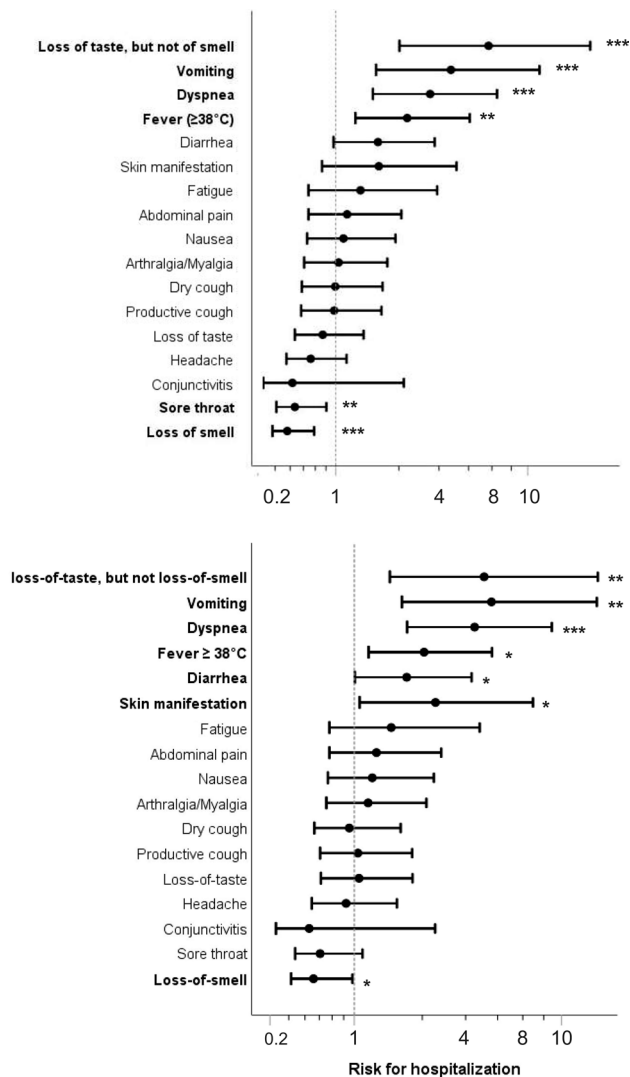 Loss of taste, but not of smell ***
Vomiting ***
Dyspnea ***
Fever (≥38°C) **
Diarrhea
Skin manifestation
Fatigue
Abdominal pain
Nausea
Arthralgia/Myalgia
Dry cough
Productive cough
Loss of taste
Headache
Conjunctivitis
Sore throat **
Loss of smell ***
0.2 1 4 10
loss-of-taste, but not loss-of-smell **
Vomiting **
Dyspnea ***
Fever ≥ 38°C *
Diarrhea *
Skin manifestation *
Fatigue
Abdominal pain
Nausea
Arthralgia/Myalgia
Dry cough
Productive cough
Loss-of-taste
Headache
Conjunctivitis
Sore throat
Loss-of-smell *
0.2 1 4 10
Risk for hospitalization